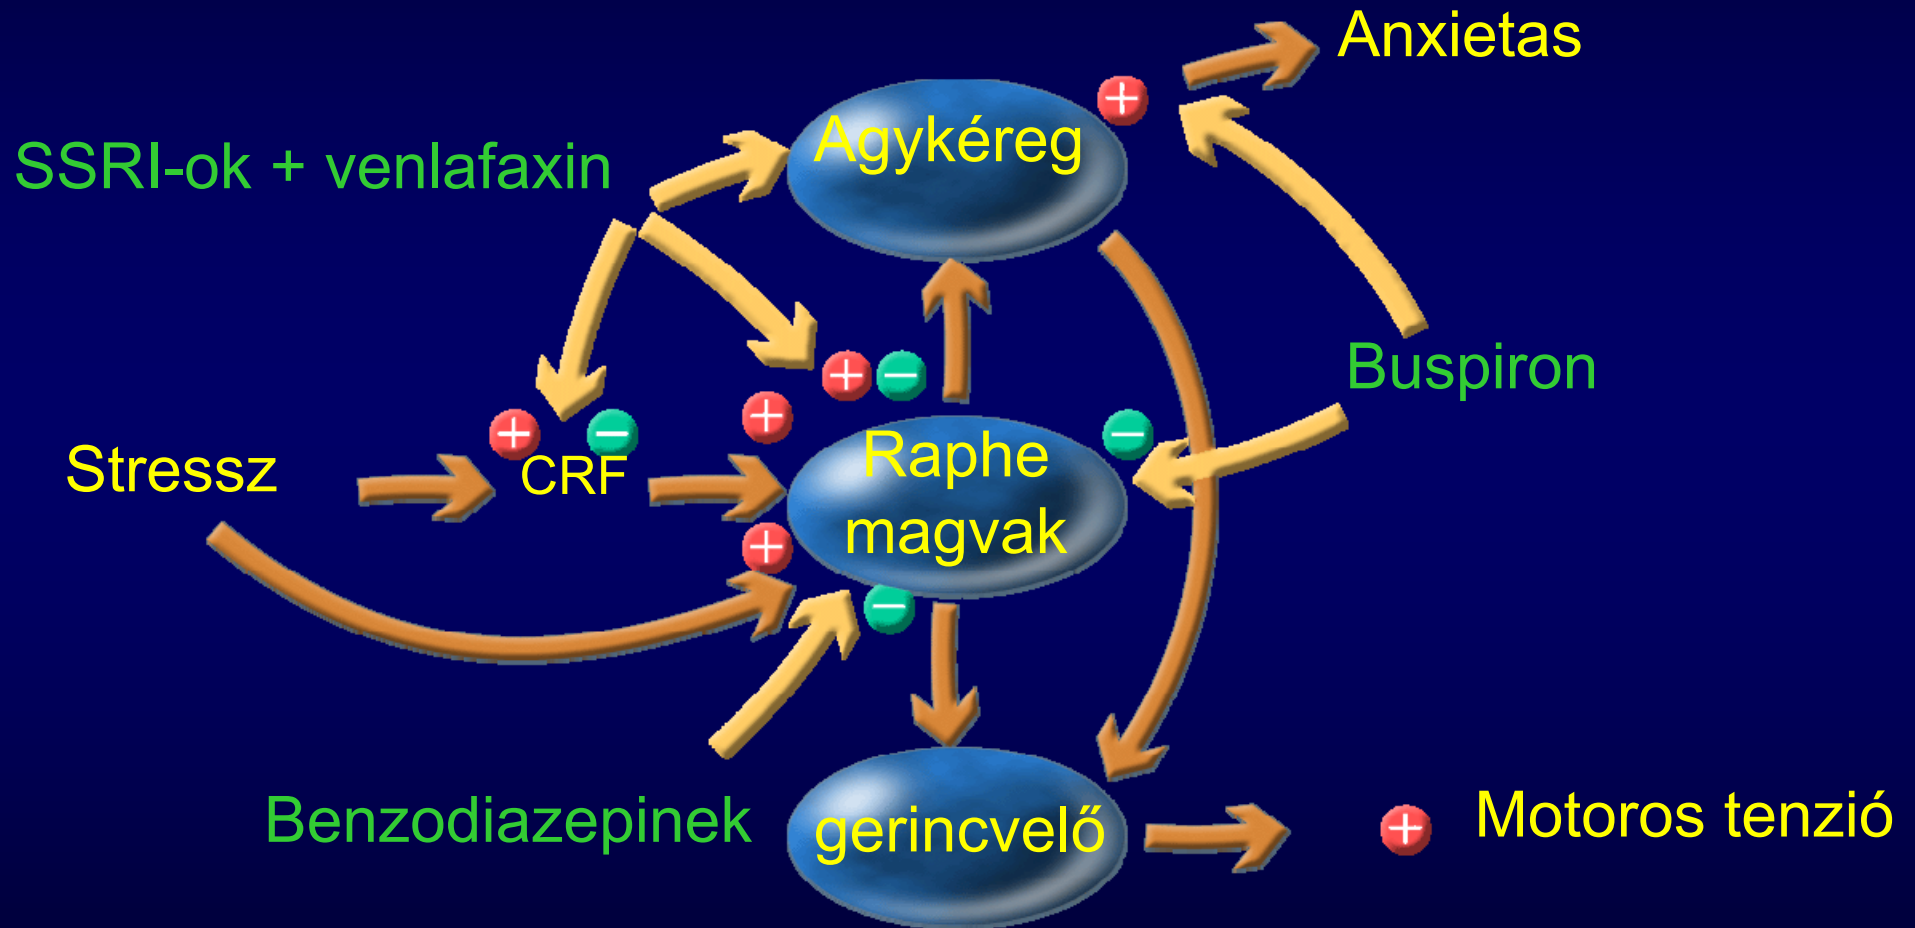 Anxietas
Agykéreg
SSRI-ok + venlafaxin
Buspiron
Stressz
CRF
Raphe
magvak
Benzodiazepinek
gerincvelő
Motoros tenzió